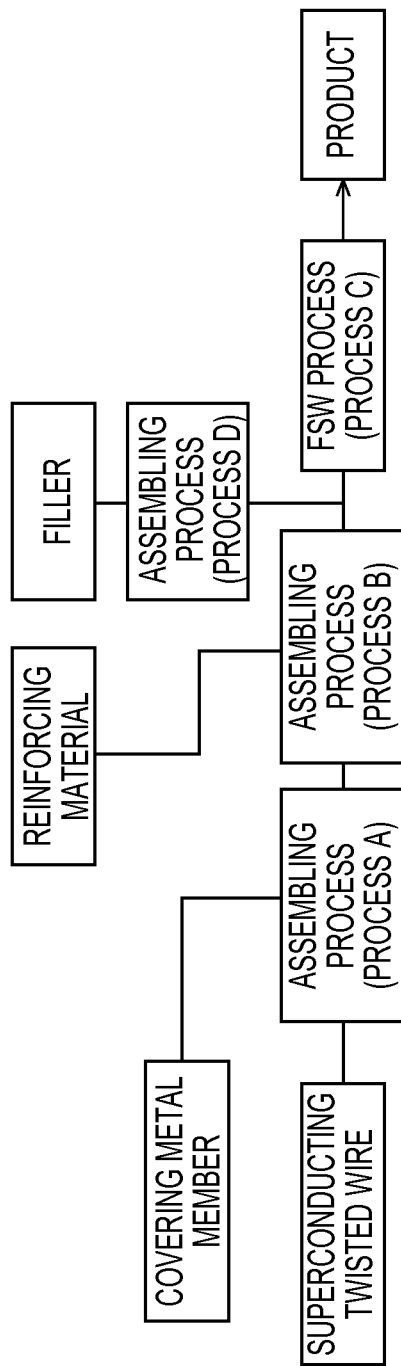 COVERING METAL
MEMBER
REINFORCING
MATERIAL
FILLER
ASSEMBLING
PROCESS
(PROCESS D)
SUPERCONDUCTING
TWISTED WIRE
ASSEMBLING
PROCESS
(PROCESS A)
ASSEMBLING
PROCESS
(PROCESS B)
FSW PROCESS
(PROCESS C)
PRODUCT